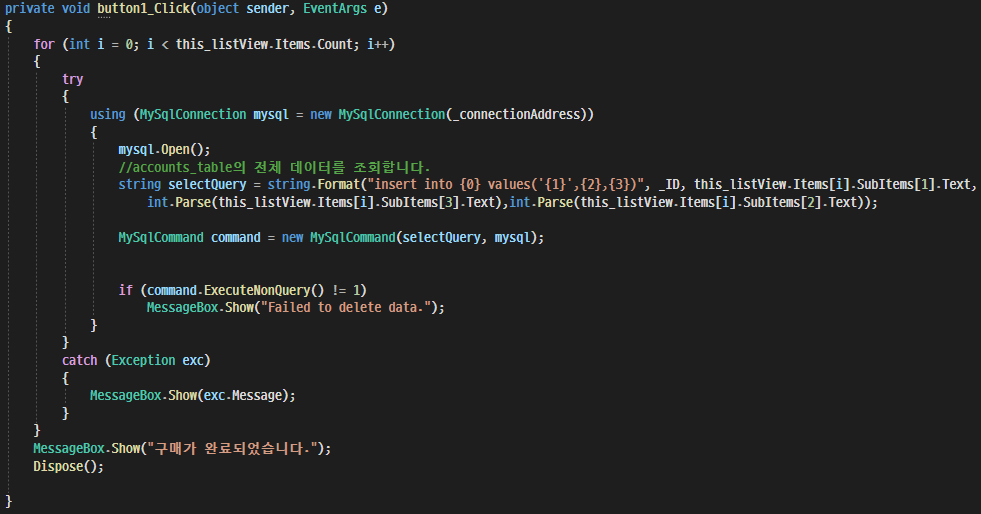 private void button1_Click(object sender, EventArgs e)
{
for (int i = 0; i < this_listView.Items.Count; i++)
{
try
{
using (MySqlConnection mysql = new MySqlConnection(_connectionAddress))
{
mysql.Open();
//accounts_table의 전체 데이터를 조회합니다.
string selectQuery = string.Format("insert into {0} values('{1}',{2},{3})", _ID, this_listView.Items[i].SubItems[1].Text,
int.Parse(this_listView.Items[i].SubItems[3].Text),int.Parse(this_listView.Items[i].SubItems[2].Text));
MySqlCommand command = new MySqlCommand(selectQuery, mysql);
if (command.ExecuteNonQuery() != 1)
MessageBox.Show("Failed to delete data.");
}
}
catch (Exception exc)
{
MessageBox.Show(exc.Message);
}
}
MessageBox.Show("구매가 완료되었습니다.");
Dispose();
}